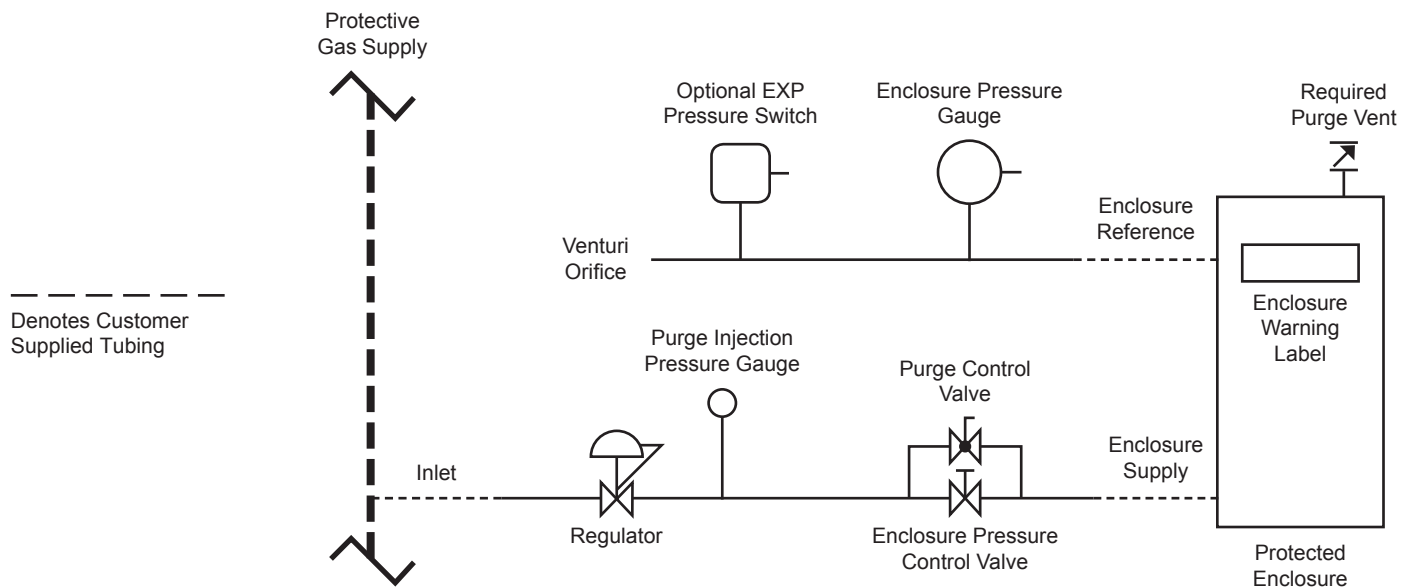 Protective
Gas Supply
Optional EXP
Pressure Switch
Enclosure Pressure
Gauge
Required
Purge Vent
Enclosure
Reference
Venturi
Orifice
Denotes Customer
Supplied Tubing
Enclosure
Warning
Label
Purge Injection
Pressure Gauge
Purge Control
Valve
Inlet
Enclosure
Supply
Regulator
Enclosure Pressure
Control Valve
Protected
Enclosure